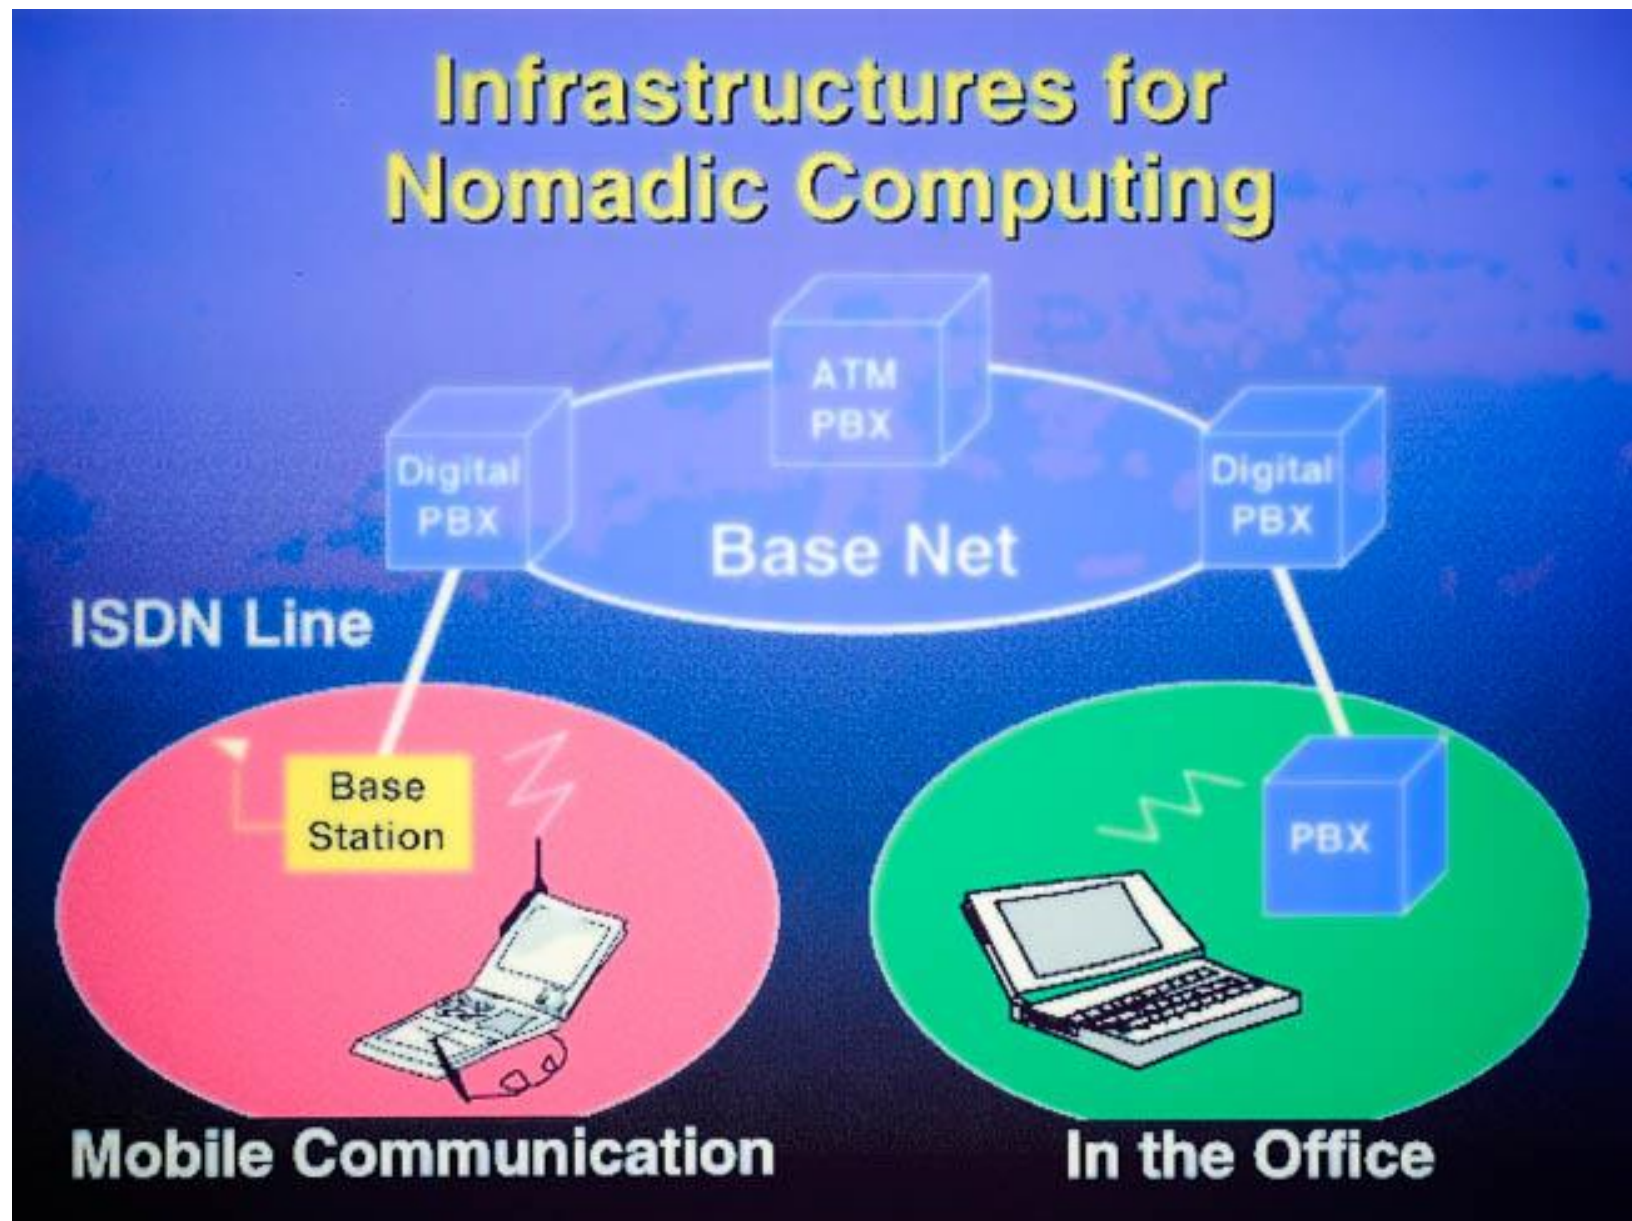 Infrastructures for
Nomadic Computing
ATM
PBX
Digital
PBX
Digital
PBX
Base Net
ISDN Line
Base
Station
PBX
Mobile Communication
In the Office